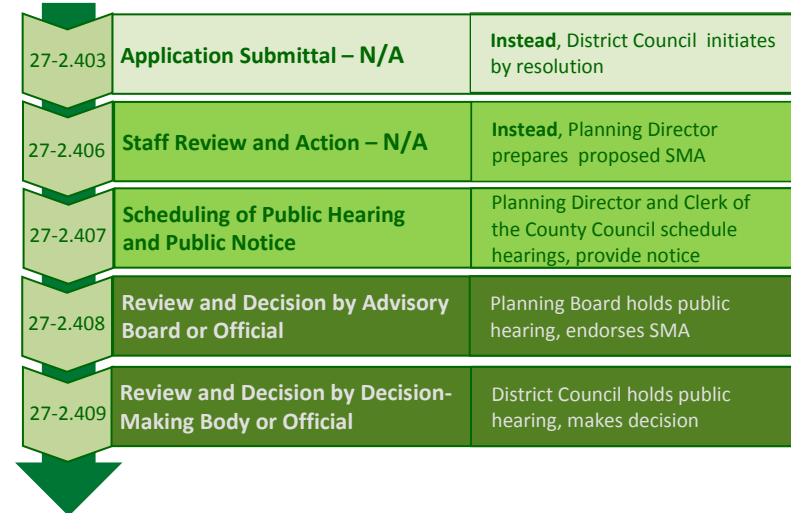 27-2.403
Application Submittal – N/A
Instead, District Council initiates
by resolution
27-2.406
Staff Review and Action – N/A
Instead, Planning Director
prepares proposed SMA
27-2.407
Scheduling of Public Hearing
and Public Notice
Planning Director and Clerk of
the County Council schedule
hearings, provide notice
27-2.408
Review and Decision by Advisory
Board or Official
Planning Board holds public
hearing, endorses SMA
27-2.409
Review and Decision by Decision-
Making Body or Official
District Council holds public
hearing, makes decision